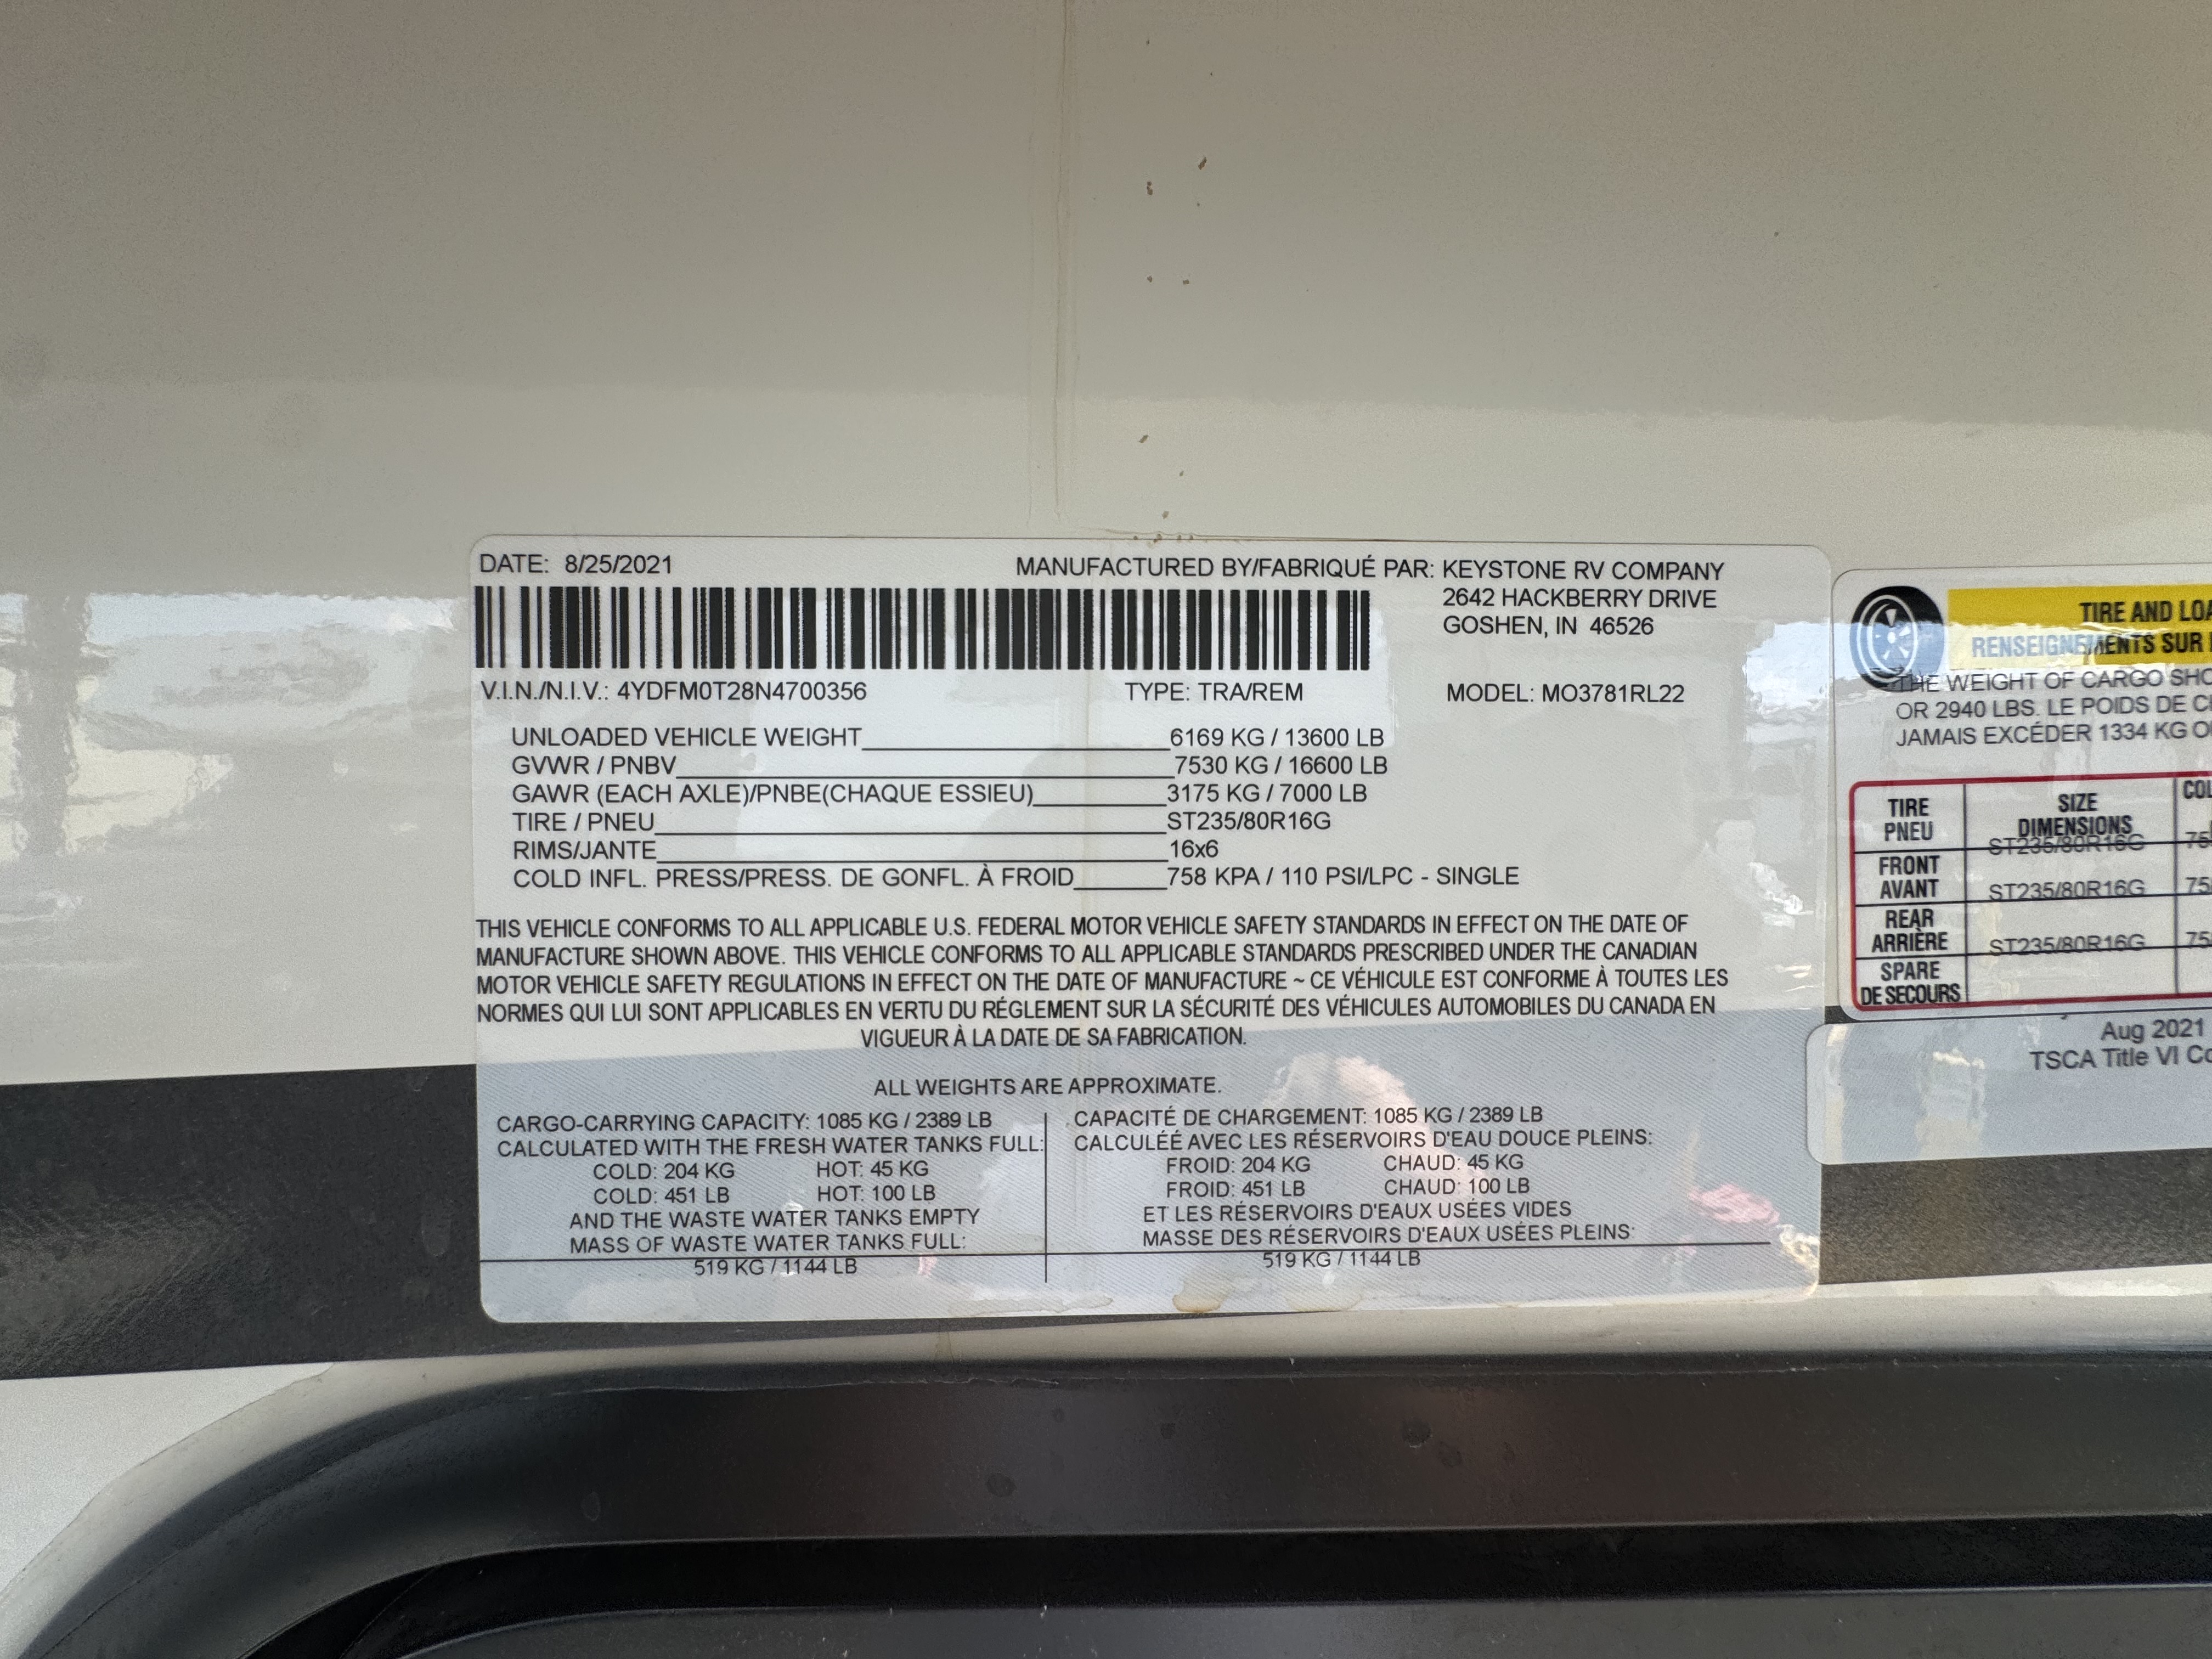 DATE: 8/25/2021
MANUFACTURED BY/FABRIQUÉ PAR: KEYSTONE RV COMPANY
2642 HACKBERRY DRIVE
GOSHEN, IN 46526
V.I.N./N.I.V.: 4YDFM0T28N4700356 TYPE: TRA/REM MODEL: MO3781RL22
UNLOADED VEHICLE WEIGHT 6169 KG / 13600 LB
GVWR / PNBV 7530 KG / 16600 LB
GAWR (EACH AXLE)/PNBE(CHAQUE ESSIEU) 3175 KG / 7000 LB
TIRE / PNEU ST235/80R16G
RIMS/JANTE 16x6
COLD INFL. PRESS/PRESS. DE GONFL. À FROID 758 KPA / 110 PSI/LPC - SINGLE
THIS VEHICLE CONFORMS TO ALL APPLICABLE U.S. FEDERAL MOTOR VEHICLE SAFETY STANDARDS IN EFFECT ON THE DATE OF
MANUFACTURE SHOWN ABOVE. THIS VEHICLE CONFORMS TO ALL APPLICABLE STANDARDS PRESCRIBED UNDER THE CANADIAN
MOTOR VEHICLE SAFETY REGULATIONS IN EFFECT ON THE DATE OF MANUFACTURE ~ CE VÉHICULE EST CONFORME À TOUTES LES
NORMES QUI LUI SONT APPLICABLES EN VERTU DU RÉGLEMENT SUR LA SÉCURITÉ DES VÉHICULES AUTOMOBILES DU CANADA EN
VIGUEUR À LA DATE DE SA FABRICATION.
ALL WEIGHTS ARE APPROXIMATE.
CARGO-CARRYING CAPACITY: 1085 KG / 2389 LB
CALCULATED WITH THE FRESH WATER TANKS FULL:
COLD: 204 KG HOT: 45 KG
COLD: 451 LB HOT: 100 LB
AND THE WASTE WATER TANKS EMPTY
MASS OF WASTE WATER TANKS FULL:
519 KG / 1144 LB
CAPACITÉ DE CHARGEMENT: 1085 KG / 2389 LB
CALCULÉÉ AVEC LES RÉSERVOIRS D'EAU DOUCE PLEINS:
FROID: 204 KG CHAUD: 45 KG
FROID: 451 LB CHAUD: 100 LB
ET LES RÉSERVOIRS D'EAUX USÉES VIDES
MASSE DES RÉSERVOIRS D'EAUX USÉES PLEINS:
519 KG / 1144 LB
TIRE AND
RENSEIGNEMENTS SUR
THE WEIGHT OF CARGO
OR 2940 LBS. LE POIDS DE
JAMAIS EXCÉDER 1334 KG
TIRE SIZE
PNEU DIMENSIONS
FRONT
AVANT ST235/80R16G
REAR
ARRIÈRE ST235/80R16G
SPARE
DE SECOURS ST235/80R16G
Aug 2021
TSCA Title VI